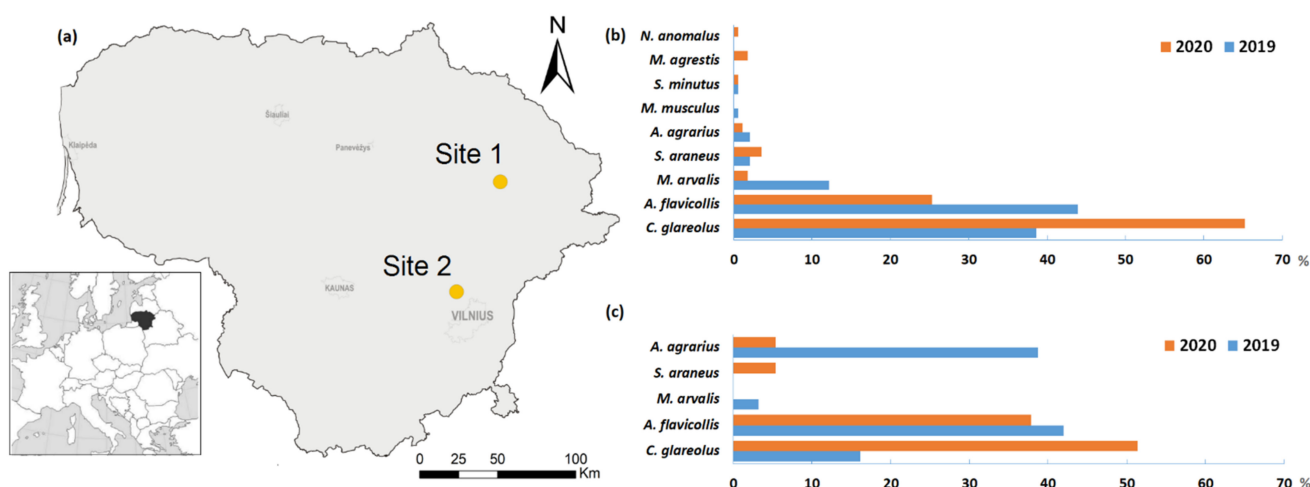 (a)
N
Šiauliai
Klaipėda
Panevėžys
Site 1
Site 2
KAUNAS
VILNIUS
0 25 50 100
Km
(b)
2020 2019
N. anomalus
M. agrestis
S. minutus
M. musculus
A. agrarius
S. araneus
M. arvalis
A. flavicollis
C. glareolus
0 10 20 30 40 50 60 70 %
(c)
2020 2019
A. agrarius
S. araneus
M. arvalis
A. flavicollis
C. glareolus
0 10 20 30 40 50 60 70 %